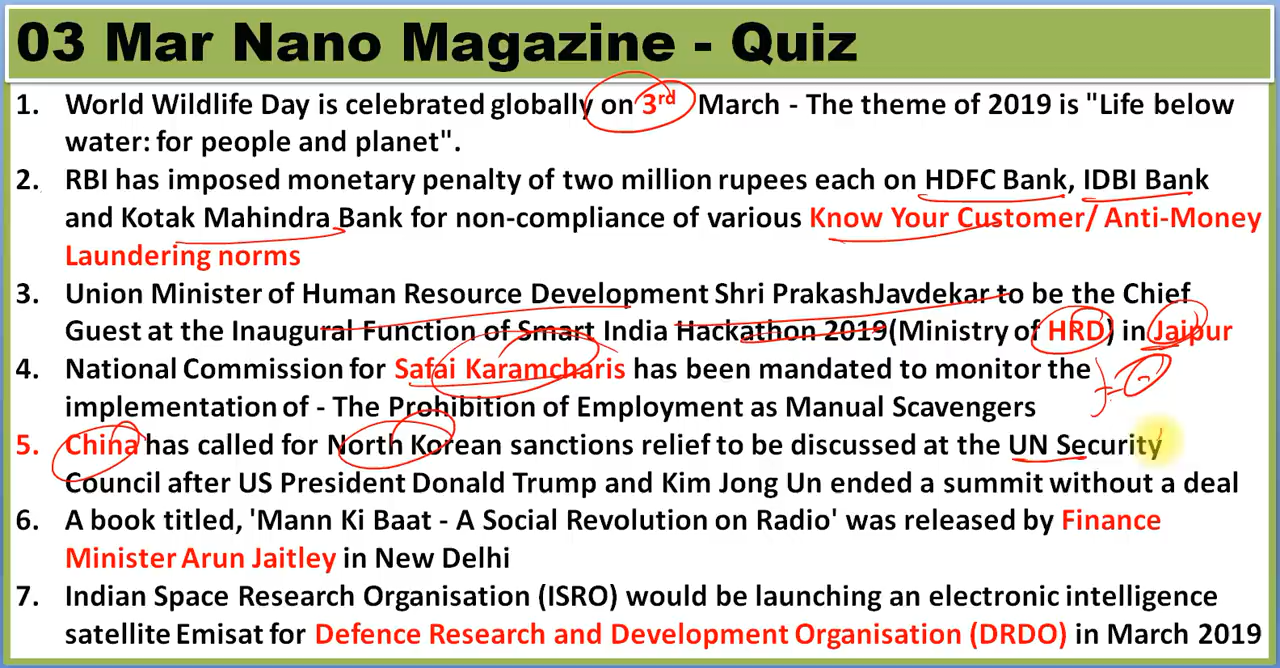 03 Mar Nano Magazine - Quiz
1. World Wildlife Day is celebrated globally on 3rd March - The theme of 2019 is "Life below
water: for people and planet".
2. RBI has imposed monetary penalty of two million rupees each on HDFC Bank, IDBI Bank
and Kotak Mahindra Bank for non-compliance of various Know Your Customer/ Anti-Money
Laundering norms
3. Union Minister of Human Resource Development Shri PrakashJavdekar to be the Chief
Guest at the Inaugural Function of Smart India Hackathon 2019(Ministry of HRD) in Jaipur
4. National Commission for Safai Karamcharis has been mandated to monitor the
implementation of - The Prohibition of Employment as Manual Scavengers
5. China has called for North Korean sanctions relief to be discussed at the UN Security
Council after US President Donald Trump and Kim Jong Un ended a summit without a deal
6. A book titled, 'Mann Ki Baat - A Social Revolution on Radio' was released by Finance
Minister Arun Jaitley in New Delhi
7. Indian Space Research Organisation (ISRO) would be launching an electronic intelligence
satellite Emisat for Defence Research and Development Organisation (DRDO) in March 2019